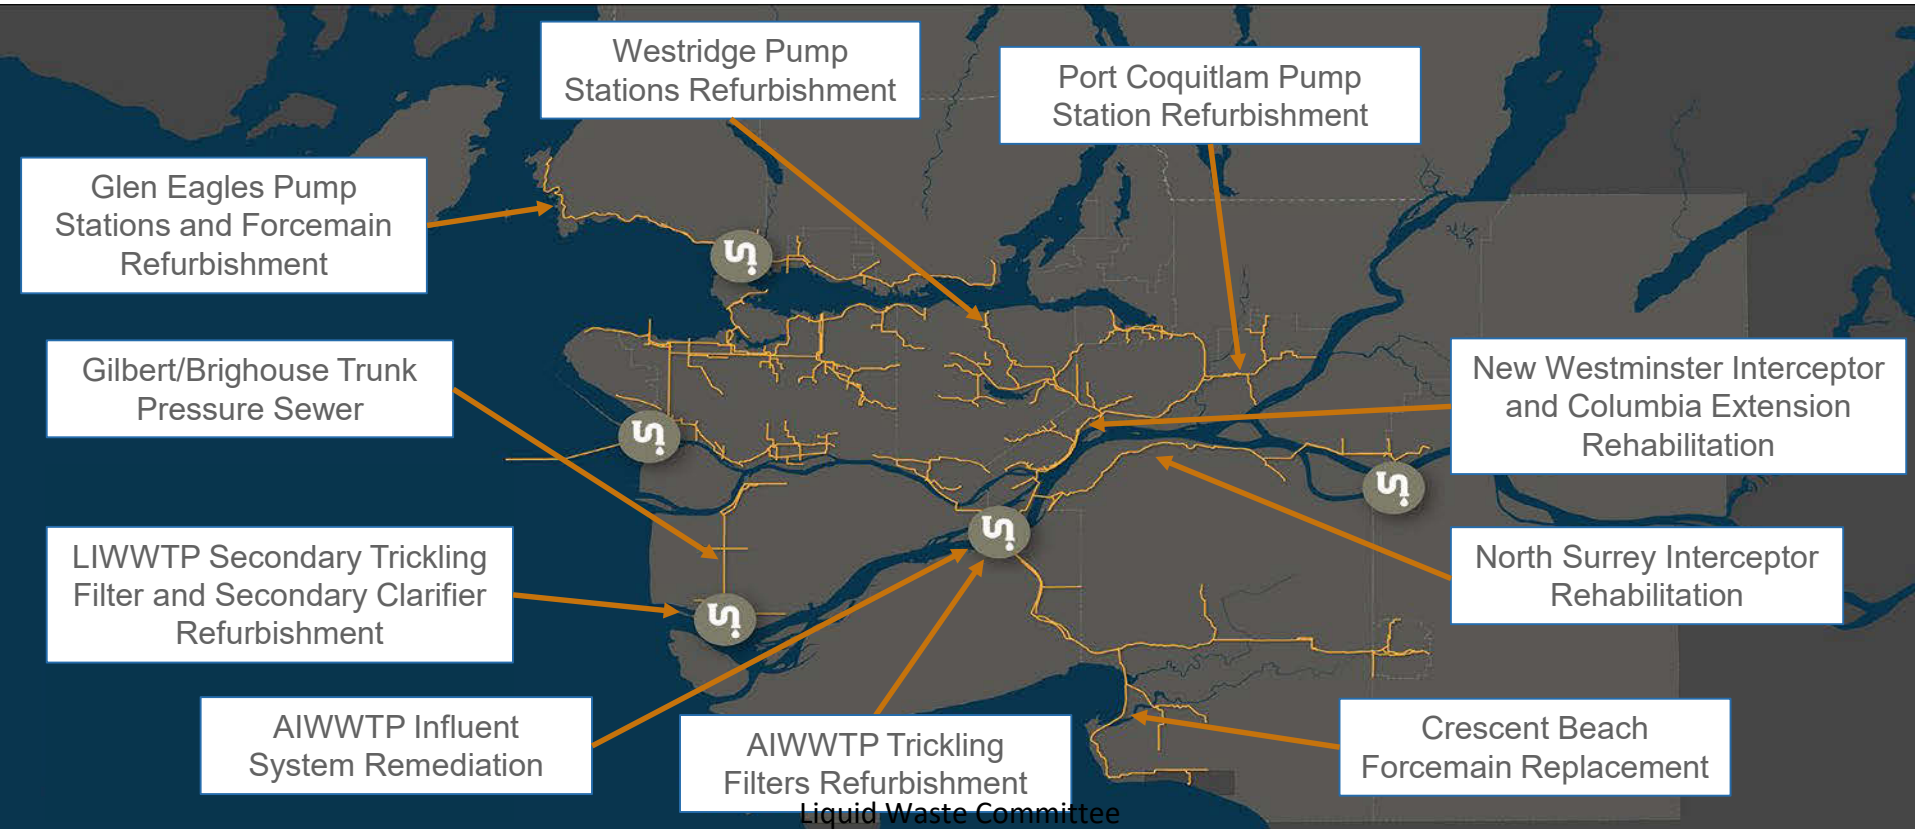 Westridge Pump
Stations Refurbishment
Port Coquitlam Pump
Station Refurbishment
Glen Eagles Pump
Stations and Forcemain
Refurbishment
Gilbert/Brighouse Trunk
Pressure Sewer
New Westminster Interceptor
and Columbia Extension
Rehabilitation
LIWWTP Secondary Trickling
Filter and Secondary Clarifier
Refurbishment
North Surrey Interceptor
Rehabilitation
AIWWTP Influent
System Remediation
AIWWTP Trickling
Filters Refurbishment
Crescent Beach
Forcemain Replacement
Liquid Waste Committee